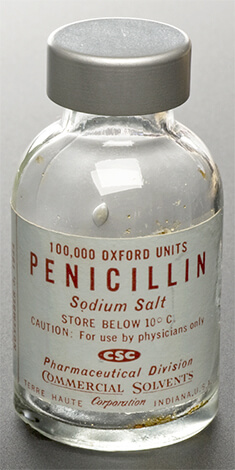 100,000 OXFORD UNITS
PENICILLIN
Sodium Salt
STORE BELOW 10° C.
CAUTION: For use by physicians only
CSC
Pharmaceutical Division
COMMERCIAL SOLVENTS
TERRE HAUTE Corporation INDIANA, U.S.